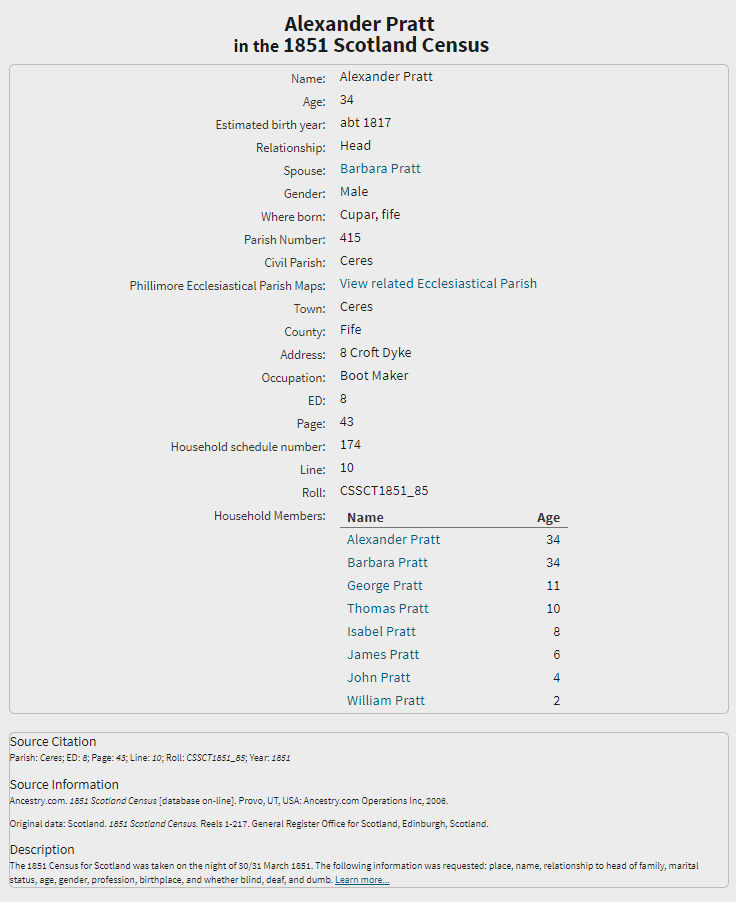 Alexander Pratt
in the 1851 Scotland Census
Name: Alexander Pratt
Age: 34
Estimated birth year: abt 1817
Relationship: Head
Spouse: Barbara Pratt
Gender: Male
Where born: Cupar, fife
Parish Number: 415
Civil Parish: Ceres
Phillimore Ecclesiastical Parish Maps: View related Ecclesiastical Parish
Town: Ceres
County: Fife
Address: 8 Croft Dyke
Occupation: Boot Maker
ED: 8
Page: 43
Household schedule number: 174
Line: 10
Roll: CSSCT1851_85
Household Members: Name Age
Alexander Pratt 34
Barbara Pratt 34
George Pratt 11
Thomas Pratt 10
Isabel Pratt 8
James Pratt 6
John Pratt 4
William Pratt 2
Source Citation
Parish: Ceres; ED: 8; Page: 43; Line: 10; Roll: CSSCT1851_85; Year: 1851
Source Information
Ancestry.com. 1851 Scotland Census [database on-line]. Provo, UT, USA: Ancestry.com Operations Inc, 2006.
Original data: Scotland. 1851 Scotland Census. Reels 1-217. General Register Office for Scotland, Edinburgh, Scotland.
Description
The 1851 Census for Scotland was taken on the night of 30/31 March 1851. The following information was requested: place, name, relationship to head of family, marital
status, age, gender, profession, birthplace, and whether blind, deaf, and dumb. Learn more...